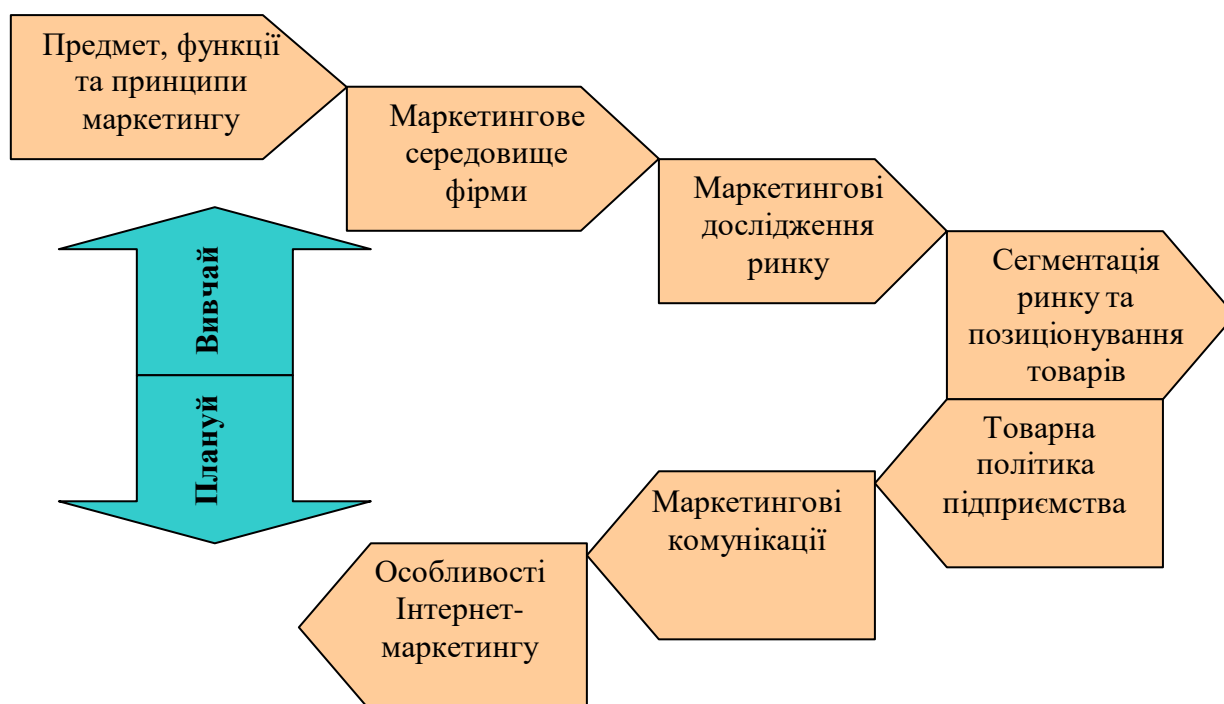 Предмет, функції
та принципи
маркетингу
Маркетингове
середовище
фірми
Маркетингові
дослідження
ринку
Сегментація
ринку та
позиціонування
товарів
Вивчай
Плануй
Товарна
політика
підприємства
Маркетингові
комунікації
Особливості
Інтернет-
маркетингу